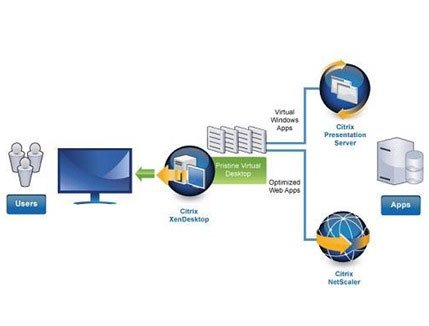 Virtual
Windows
Apps
Citrix
Presentation
Server
Pristine Virtual
Desktop
Users
Citrix
XenDesktop
Optimized
Web Apps
Apps
Citrix
NetScaler